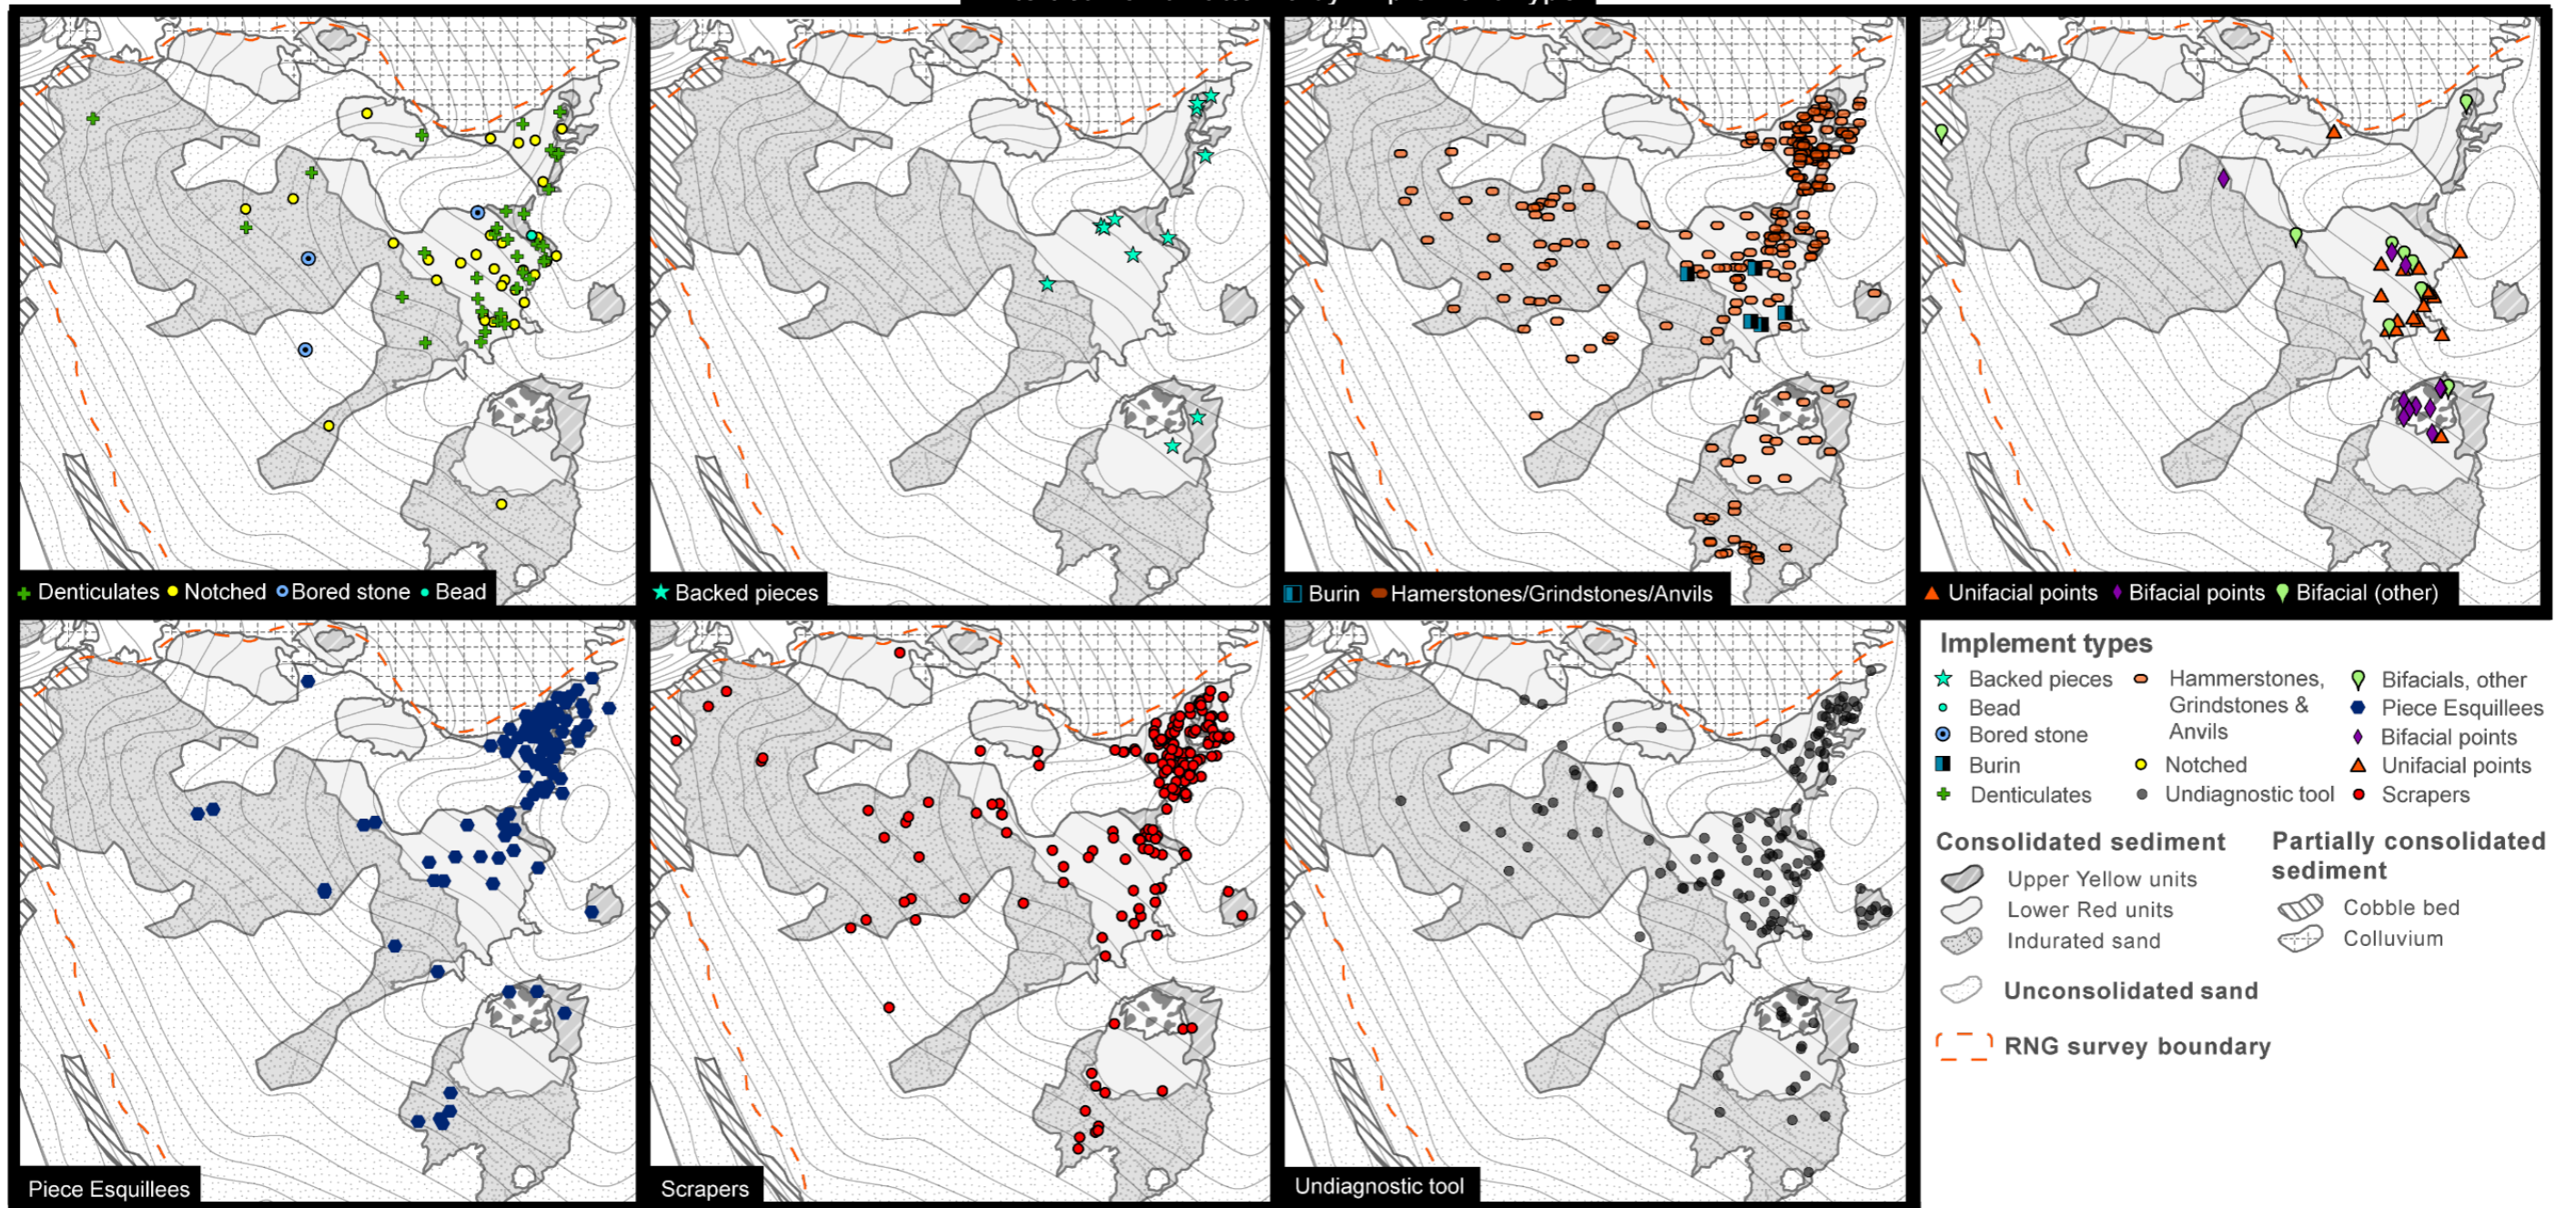 Denticulates Notched Bored stone Bead
Backed pieces
Burin Hamerstones/Grindstones/Anvils
Unifacial points Bifacial points Bifacial (other)
Piece Esquillees
Scrapers
Undiagnostic tool
Implement types
Backed pieces
Bead
Bored stone
Burin
Denticulates
Hammerstones,
Grindstones &
Anvils
Notched
Undiagnostic tool
Bifacials, other
Piece Esquillees
Bifacial points
Unifacial points
Scrapers
Consolidated sediment
Upper Yellow units
Lower Red units
Indurated sand
Partially consolidated
sediment
Cobble bed
Colluvium
Unconsolidated sand
RNG survey boundary